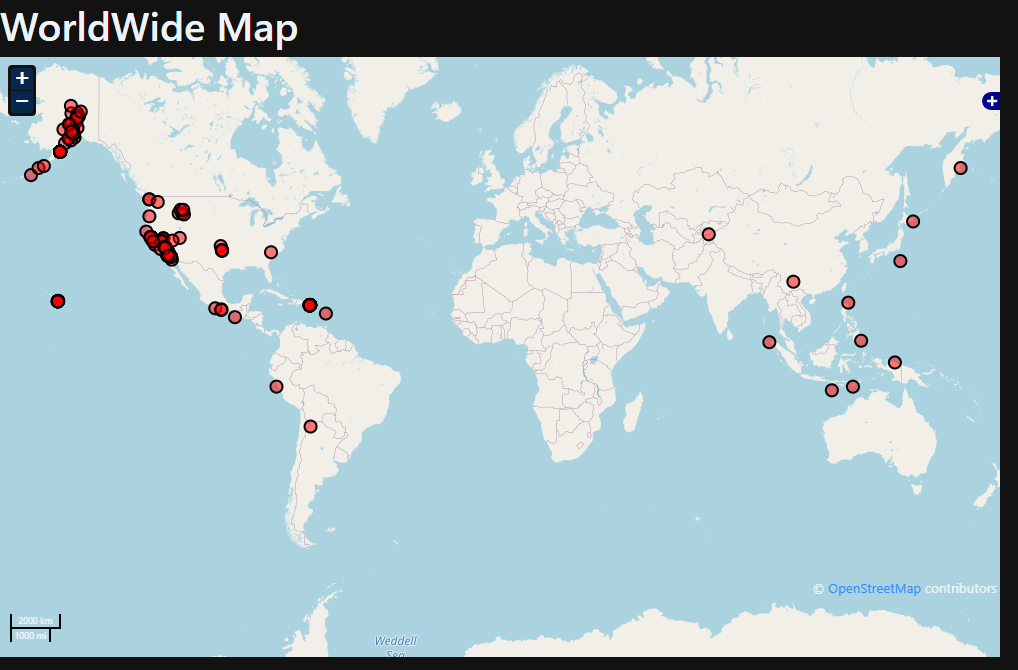 WorldWide Map
+
−
+
© OpenStreetMap contributors
2000 km
1000 mi
Weddell
Sea